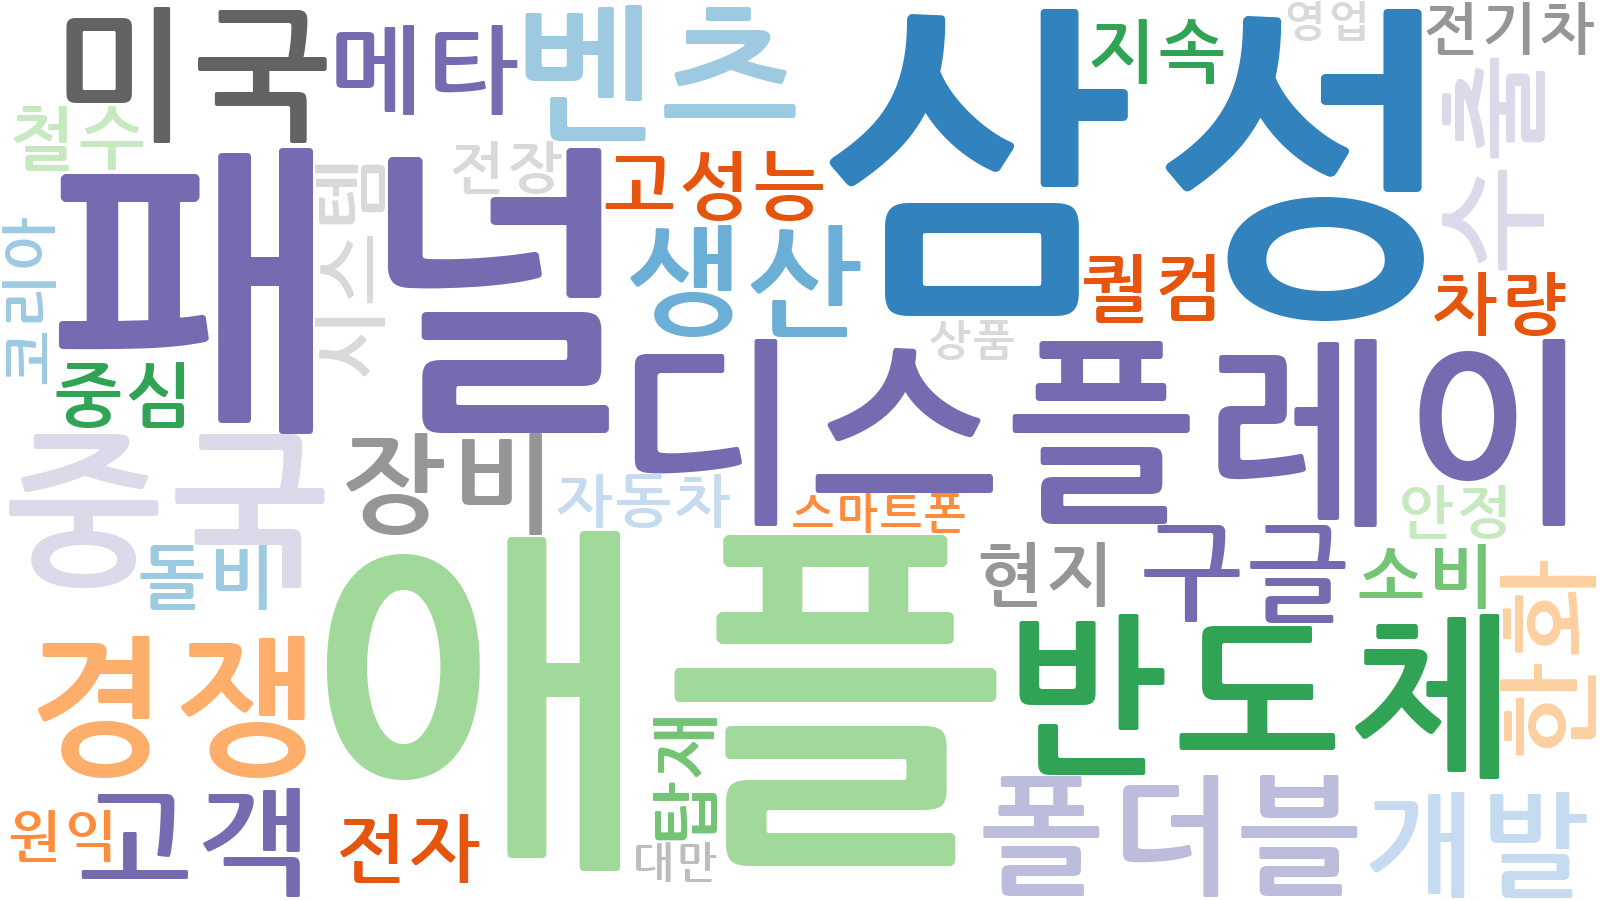 미국
메타
벤츠
삼성
지속
영업
전기차
수출
철수
패널
시스템
전장
고성능
생산
퀄컴
차량
코리아
중심
상품
디스플레이
중국
장비
자동차
스마트폰
안정
돌비
애플
현지
구글
소비
한화
경쟁
반도체
탑재
원익
고객
전자
대만
폴더블
개발